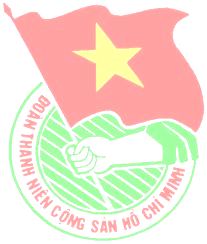 ĐOÀN THANH NIÊN CỘNG SẢN HỒ CHÍ MINH